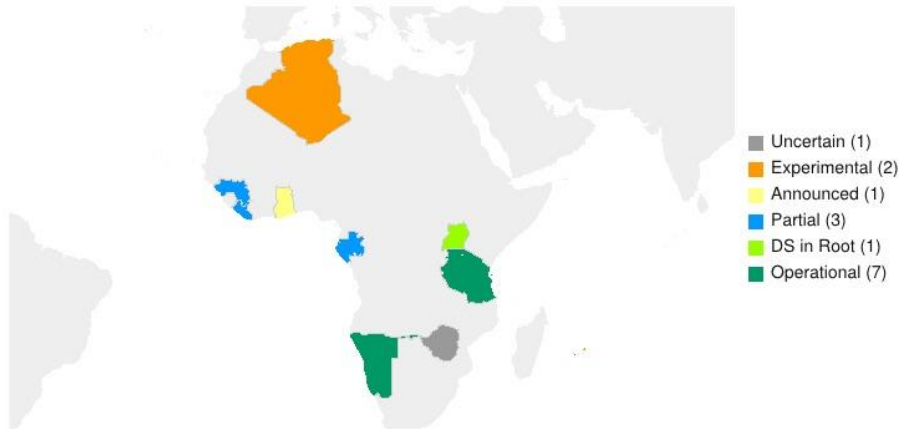 Uncertain (1)
Experimental (2)
Announced (1)
Partial (3)
DS in Root (1)
Operational (7)